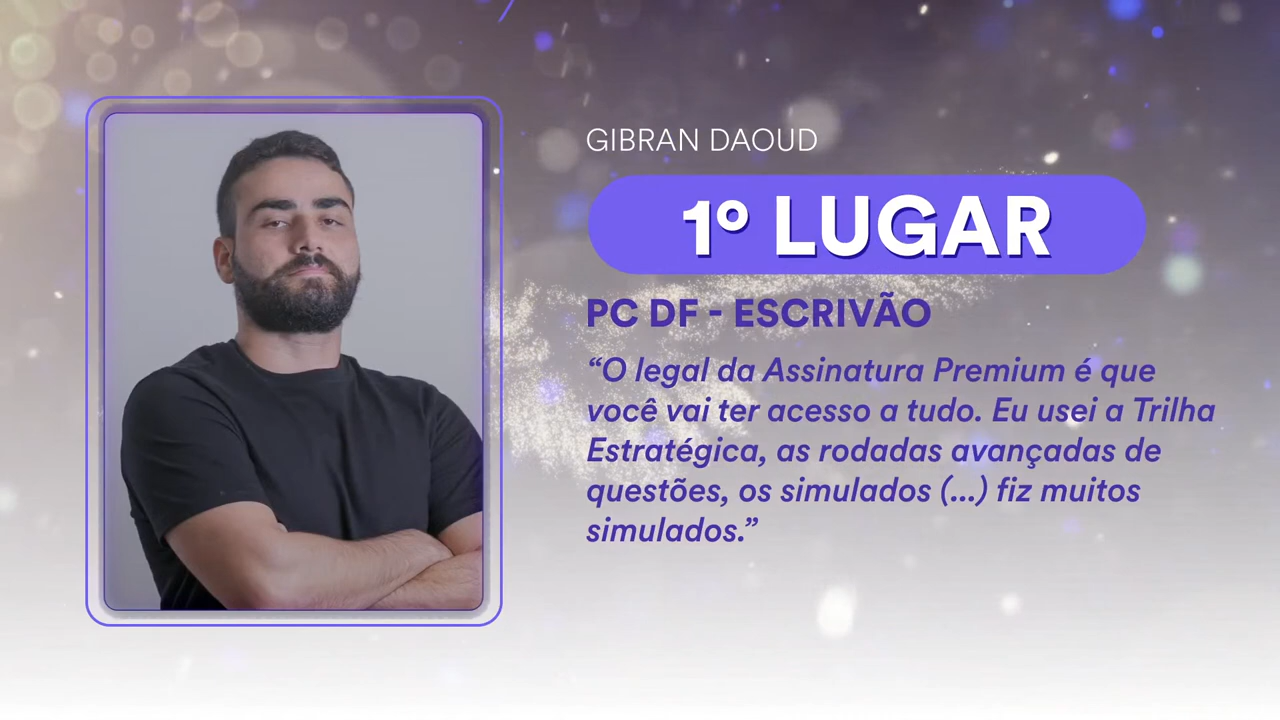 GIBRAN DAOUD
1º LUGAR
PC DF - ESCRIVÃO
“O legal da Assinatura Premium é que
você vai ter acesso a tudo. Eu usei a Trilha
Estratégica, as rodadas avançadas de
questões, os simulados (...) fiz muitos
simulados.”